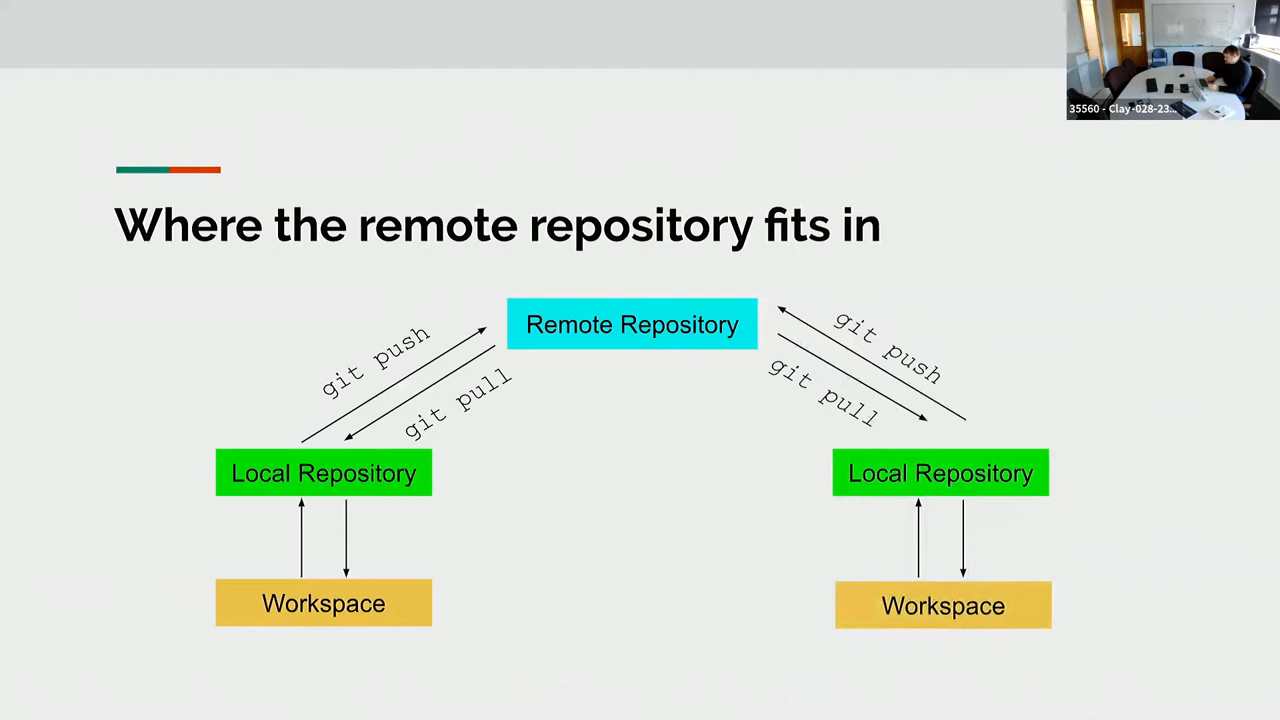 35560 - Clay-028-23...
Where the remote repository fits in
Remote Repository
git push
git pull
git push
git pull
Local Repository
Local Repository
Workspace
Workspace